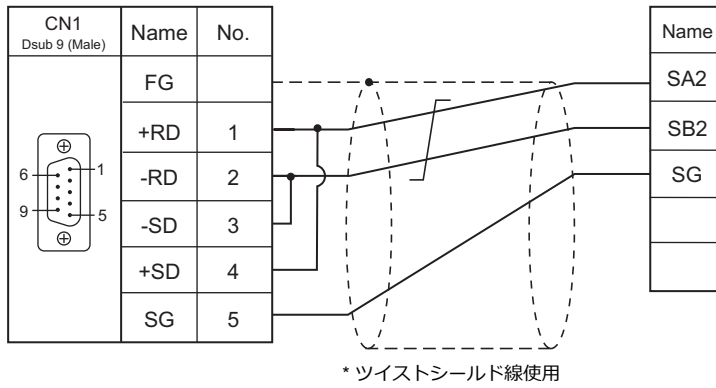 CN1
Dsub 9 (Male)
Name
No.
FG
+RD
1
-RD
2
-SD
3
+SD
4
SG
5
6
1
9
5
Name
SA2
SB2
SG
* ツイストシールド線使用